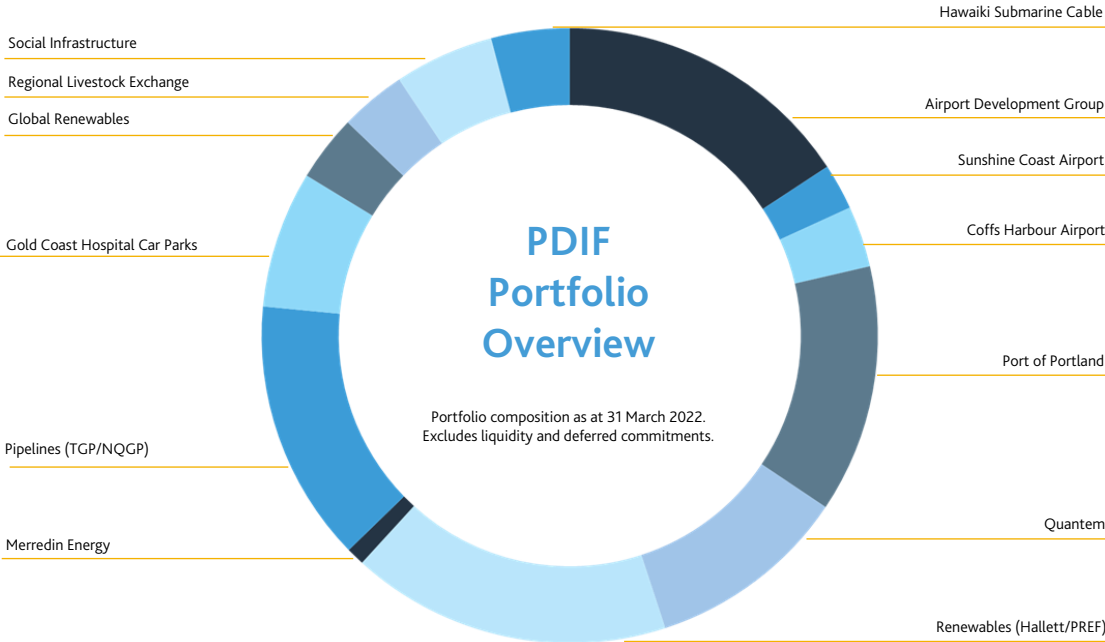 Hawaiki Submarine Cable
Social Infrastructure
Regional Livestock Exchange
Airport Development Group
Global Renewables
Sunshine Coast Airport
Coffs Harbour Airport
Gold Coast Hospital Car Parks
PDIF
Portfolio
Overview
Port of Portland
Portfolio composition as at 31 March 2022.
Excludes liquidity and deferred commitments.
Pipelines (TGP/NQGP)
Quantem
Merredin Energy
Renewables (Hallett/PREF)